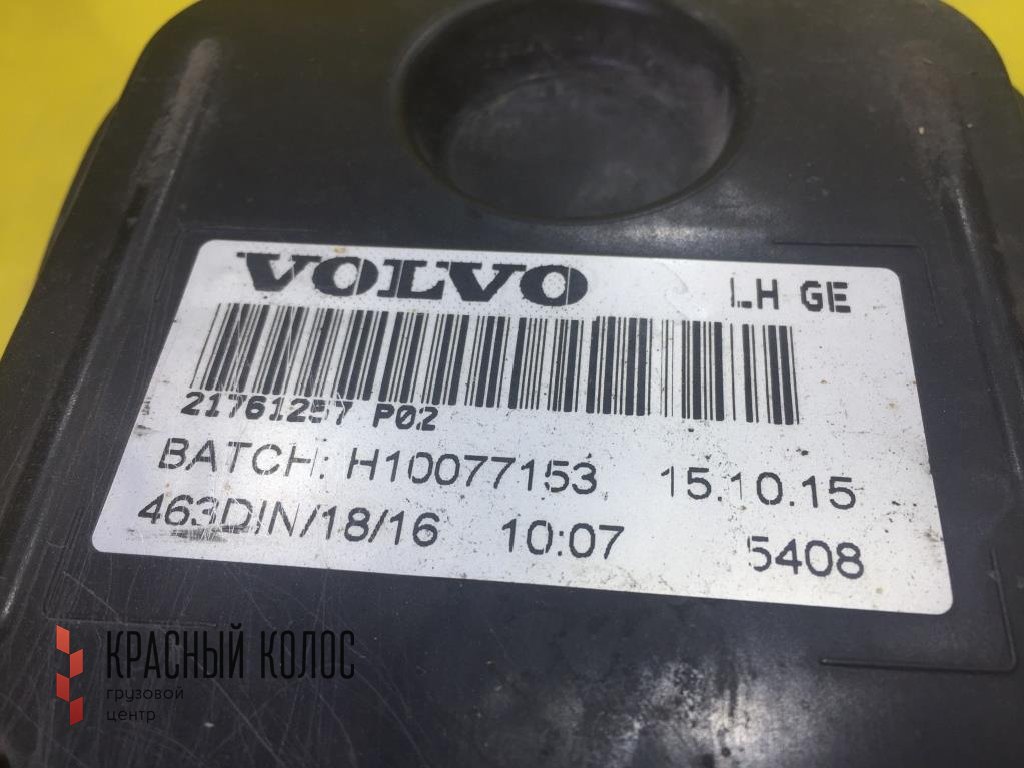 VOLVO LH GE
21761257 P02
BATCH: H10077153 15.10.15
463DIN/18/16 10:07 5408
КРАСНЫЙ КОЛОС
грузовой
центр